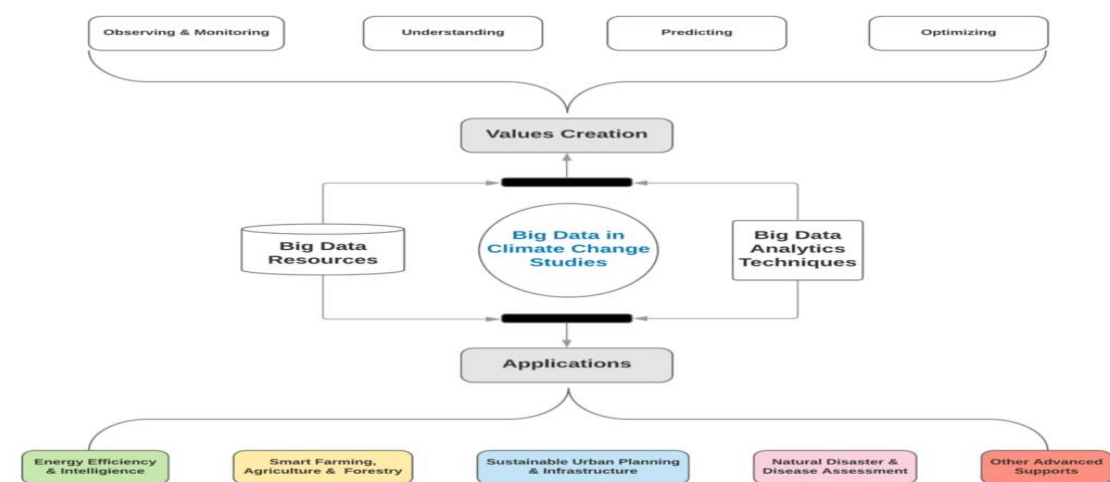 Observing & Monitoring
Understanding
Predicting
Optimizing
Values Creation
Big Data
Resources
Big Data in
Climate Change
Studies
Big Data
Analytics
Techniques
Applications
Energy Efficiency
& Intelligience
Smart Farming,
Agriculture & Forestry
Sustainable Urban Planning
& Infrastructure
Natural Disaster &
Disease Assessment
Other Advanced
Supports